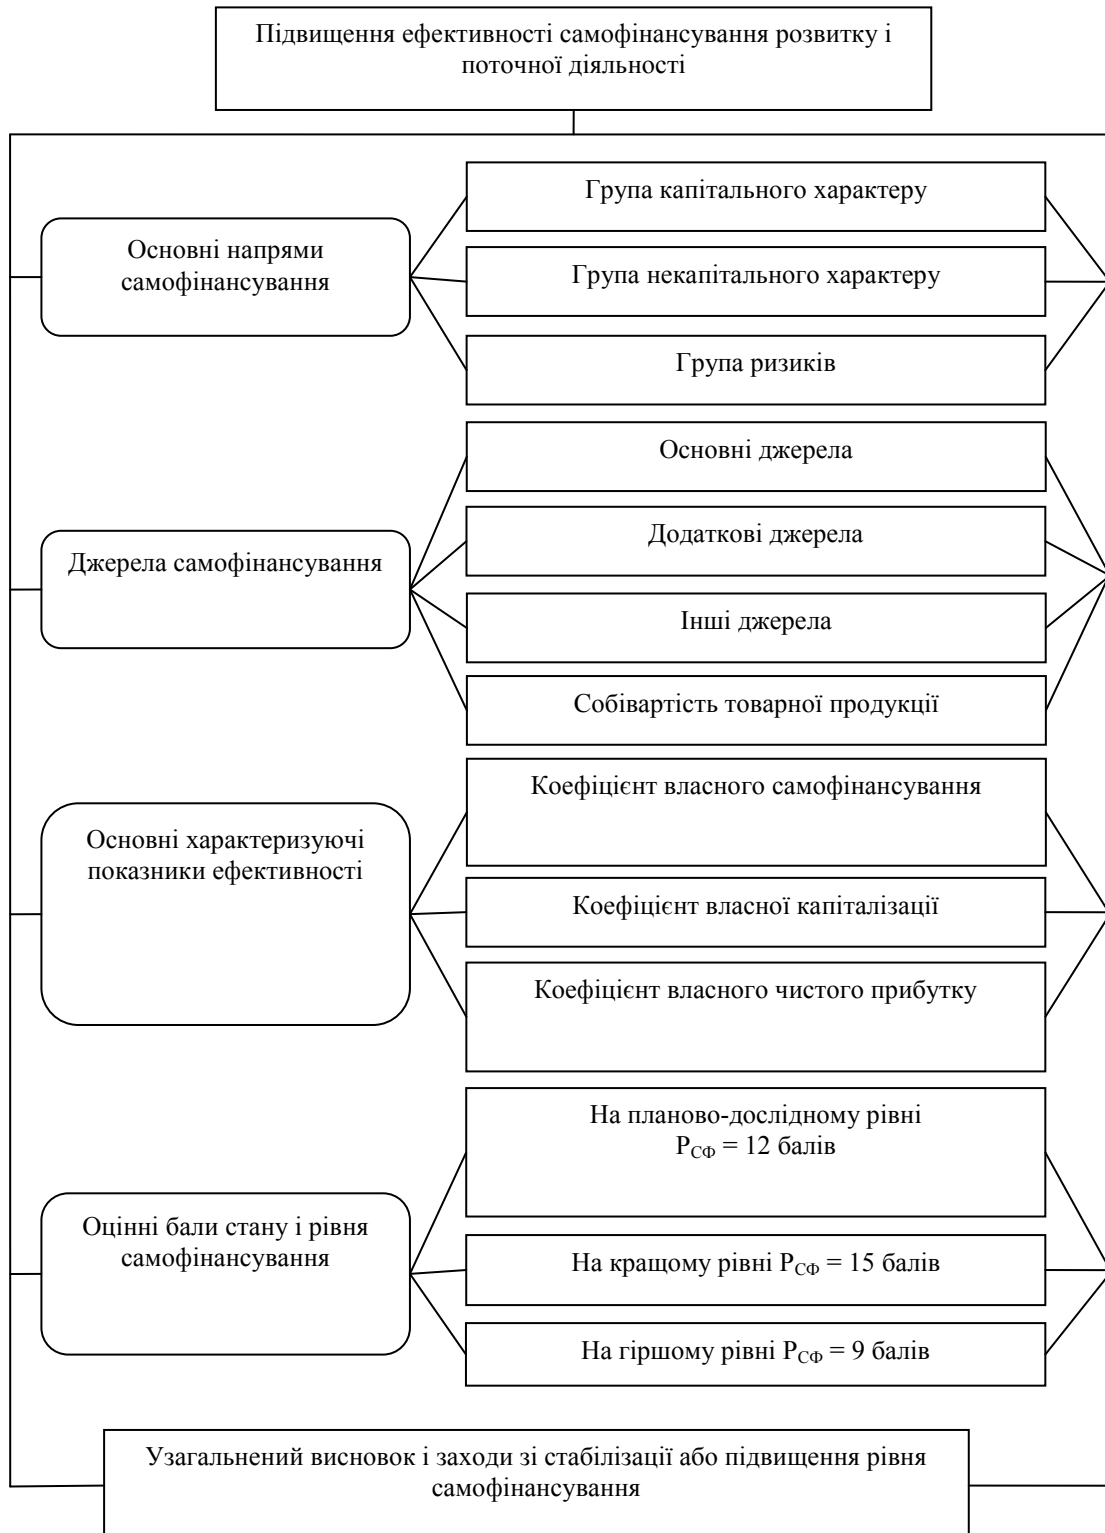 Підвищення ефективності самофінансування розвитку і
поточної діяльності
Основні напрями
самофінансування
Група капітального характеру
Група некапітального характеру
Група ризиків
Джерела самофінансування
Основні джерела
Додаткові джерела
Інші джерела
Собівартість товарної продукції
Основні характеризуючі
показники ефективності
Коефіцієнт власного самофінансування
Коефіцієнт власної капіталізації
Коефіцієнт власного чистого прибутку
Оцінні бали стану і рівня
самофінансування
На планово-дослідному рівні
РСФ = 12 балів
На кращому рівні РСФ = 15 балів
На гіршому рівні РСФ = 9 балів
Узагальнений висновок і заходи зі стабілізації або підвищення рівня
самофінансування